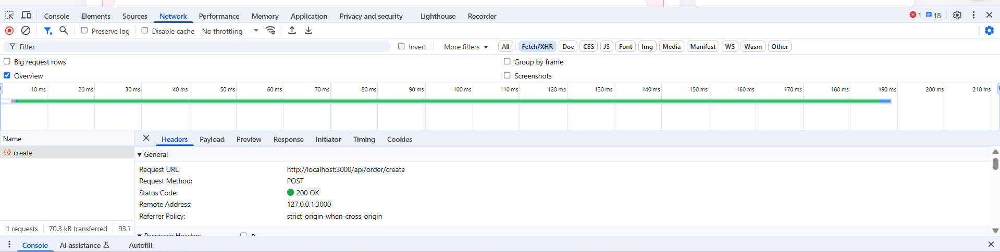 Console Elements Sources Network Performance Memory Application Privacy and security Lighthouse Recorder 1 18
Preserve log Disable cache No throttling
Filter Invert More filters All Fetch/XHR Doc CSS JS Font Img Media Manifest WS Wasm Other
Big request rows Group by frame
Overview Screenshots
10 ms 20 ms 30 ms 40 ms 50 ms 60 ms 70 ms 80 ms 90 ms 100 ms 110 ms 120 ms 130 ms 140 ms 150 ms 160 ms 170 ms 180 ms 190 ms 200 ms 210 ms
Name Headers Payload Preview Response Initiator Timing Cookies
create General
Request URL: http://localhost:3000/api/order/create
Request Method: POST
Status Code: 200 OK
Remote Address: 127.0.0.1:3000
Referrer Policy: strict-origin-when-cross-origin
1 requests 70.3 kB transferred 93.7
Response Headers
Console AI assistance Autofill